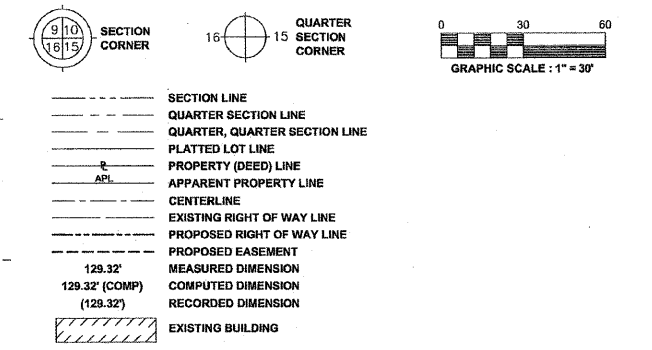 9 10
16 15
SECTION
CORNER
16 15
QUARTER
SECTION
CORNER
0 30 60
GRAPHIC SCALE : 1" = 30'
SECTION LINE
QUARTER SECTION LINE
QUARTER, QUARTER SECTION LINE
PLATTED LOT LINE
PROPERTY (DEED) LINE
APL APPARENT PROPERTY LINE
CENTERLINE
EXISTING RIGHT OF WAY LINE
PROPOSED RIGHT OF WAY LINE
PROPOSED EASEMENT
129.32' MEASURED DIMENSION
129.32' (COMP) COMPUTED DIMENSION
(129.32') RECORDED DIMENSION
EXISTING BUILDING